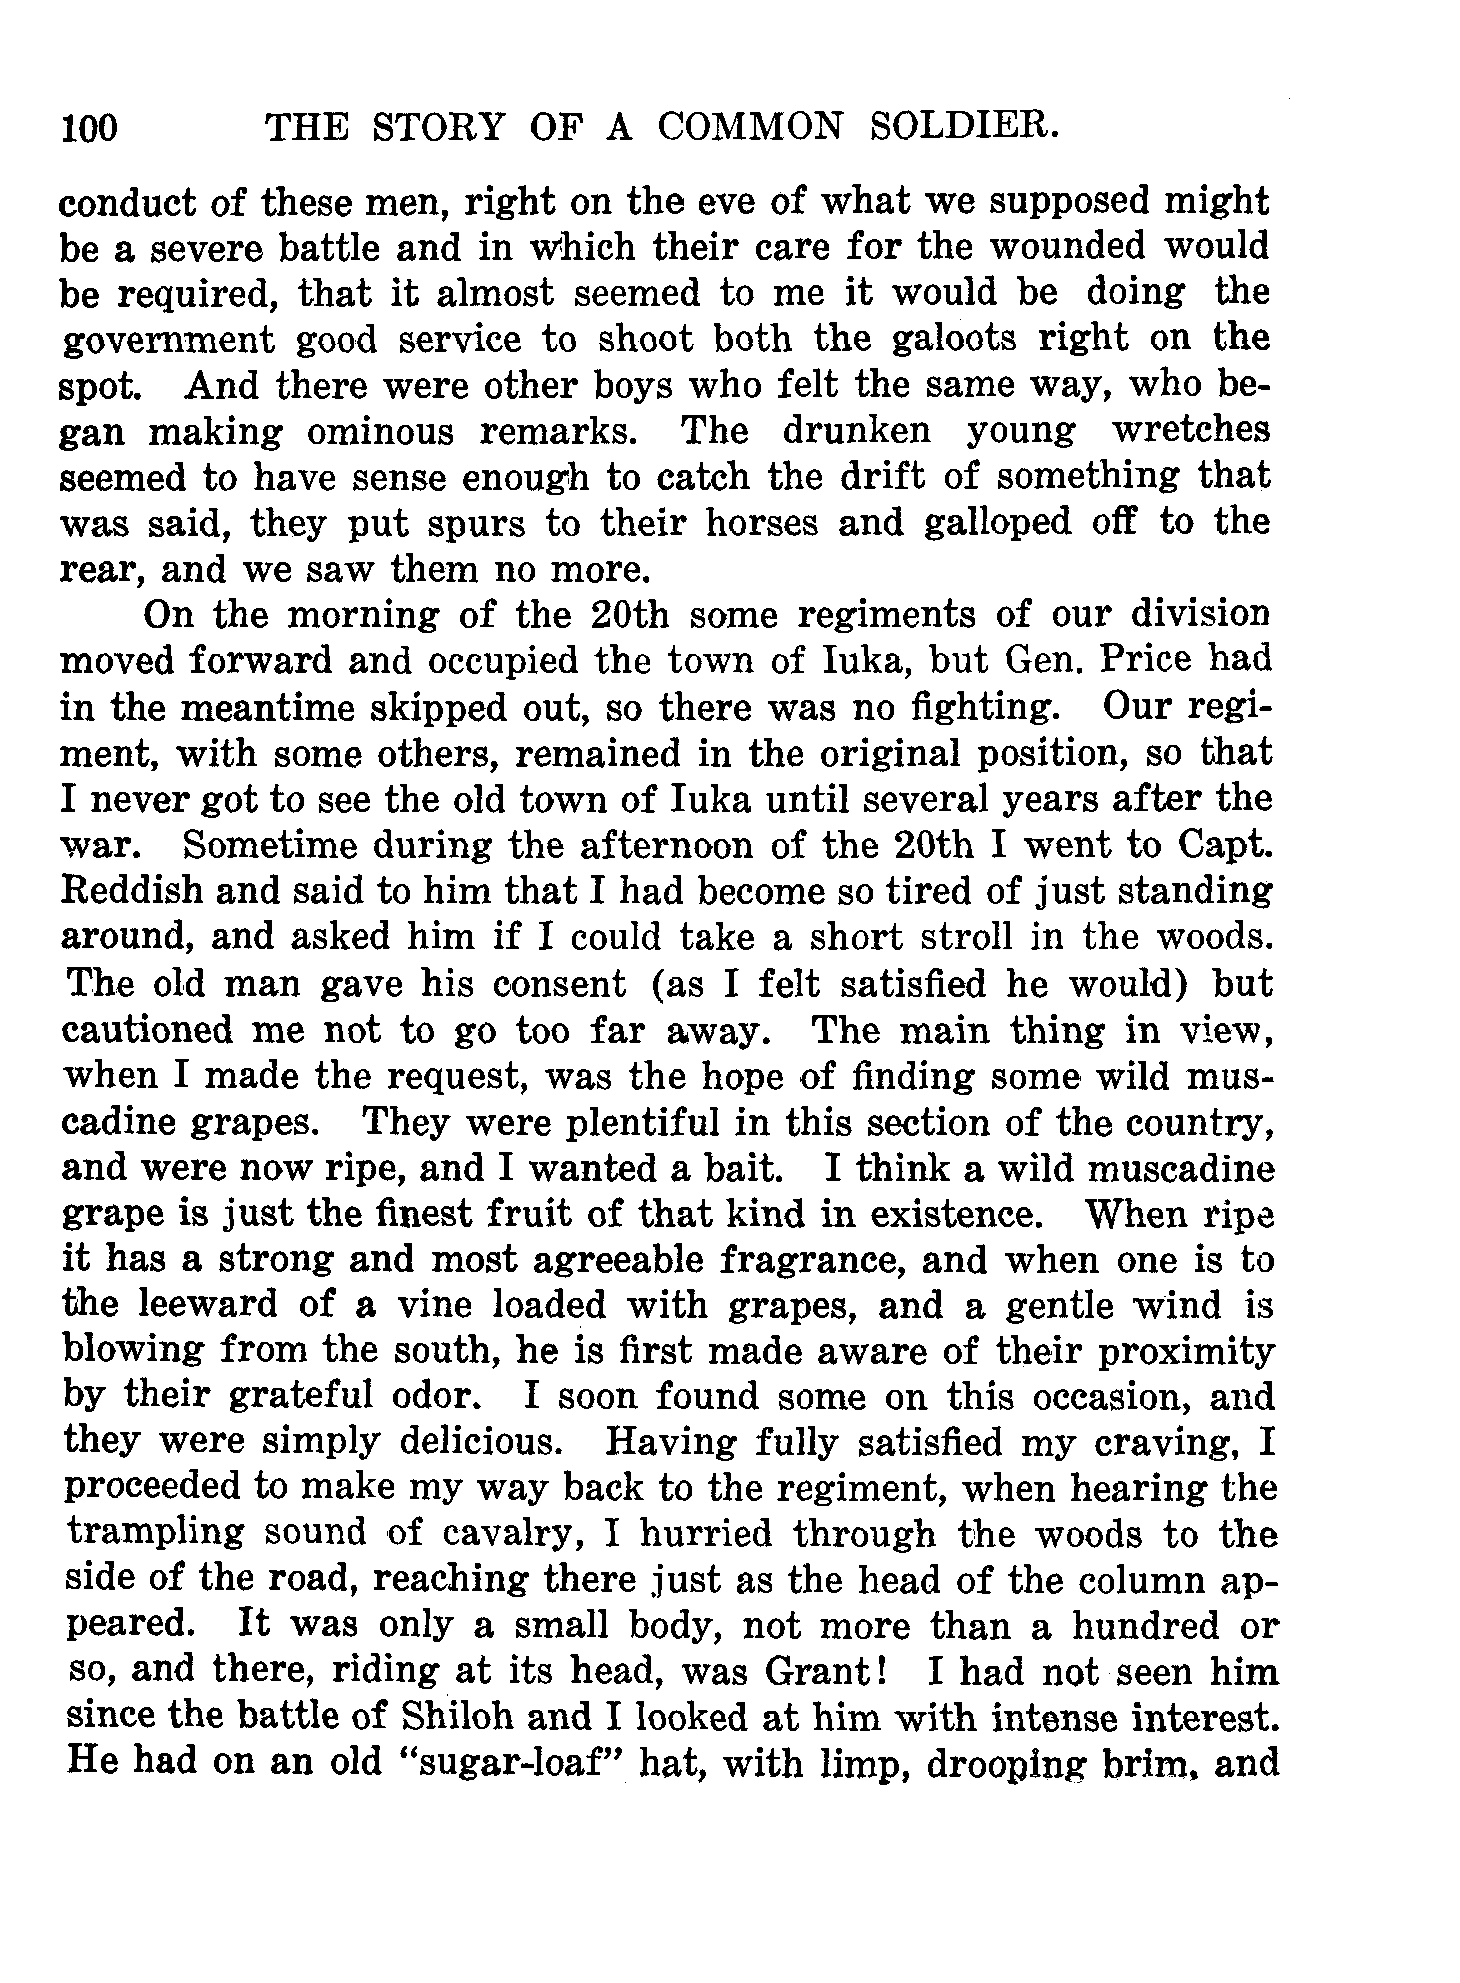 100 THE STORY OF A COMMON SOLDIER.
conduct of these men, right on the eve of what we supposed might
be a severe battle and in which their care for the wounded would
be required, that it almost seemed to me it would be doing the
government good service to shoot both the galoots right on the
spot. And there were other boys who felt the same way, who be-
gan making ominous remarks. The drunken young wretches
seemed to have sense enough to catch the drift of something that
was said, they put spurs to their horses and galloped off to the
rear, and we saw them no more.
On the morning of the 20th some regiments of our division
moved forward and occupied the town of Iuka, but Gen. Price had
in the meantime skipped out, so there was no fighting. Our regi-
ment, with some others, remained in the original position, so that
I never got to see the old town of Iuka until several years after the
war. Sometime during the afternoon of the 20th I went to Capt.
Reddish and said to him that I had become so tired of just standing
around, and asked him if I could take a short stroll in the woods.
The old man gave his consent (as I felt satisfied he would) but
cautioned me not to go too far away. The main thing in view,
when I made the request, was the hope of finding some wild mus-
cadine grapes. They were plentiful in this section of the country,
and were now ripe, and I wanted a bait. I think a wild muscadine
grape is just the finest fruit of that kind in existence. When ripe
it has a strong and most agreeable fragrance, and when one is to
the leeward of a vine loaded with grapes, and a gentle wind is
blowing from the south, he is first made aware of their proximity
by their grateful odor. I soon found some on this occasion, and
they were simply delicious. Having fully satisfied my craving, I
proceeded to make my way back to the regiment, when hearing the
trampling sound of cavalry, I hurried through the woods to the
side of the road, reaching there just as the head of the column ap-
peared. It was only a small body, not more than a hundred or
so, and there, riding at its head, was Grant! I had not seen him
since the battle of Shiloh and I looked at him with intense interest.
He had on an old “sugar-loaf” hat, with limp, drooping brim, and